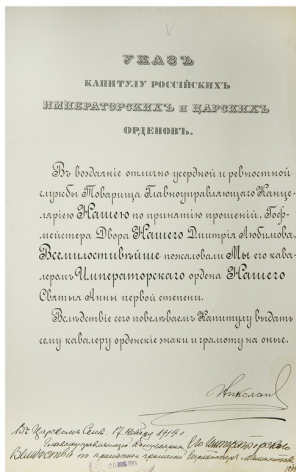 УКАЗЪ
КАПИТУЛУ РОССІЙСКИХЪ
ИМПЕРАТОРСКИХЪ И ЦАРСКИХЪ
ОРДЕНОВЪ.
Въ воздаяніе отлично усердной и ревностной
службы Товарища Главноуправляющаго Канце-
ляріею Нашею по принятію прошеній, Гоф-
мейстера Двора Нашего Дмитрія Любимова,
Всемилостивѣйше пожаловали Мы его кава-
леромъ Императорскаго ордена Нашего
Святыя Анны первой степени.
Вслѣдствіе сего повелѣваемъ Капитулу выдать
сему кавалеру орденскіе знаки и грамоту на оные.
Николай
Въ Царскомъ Селѣ. 17 Ноября
Его Императорскаго
Величества по принятію прошеній